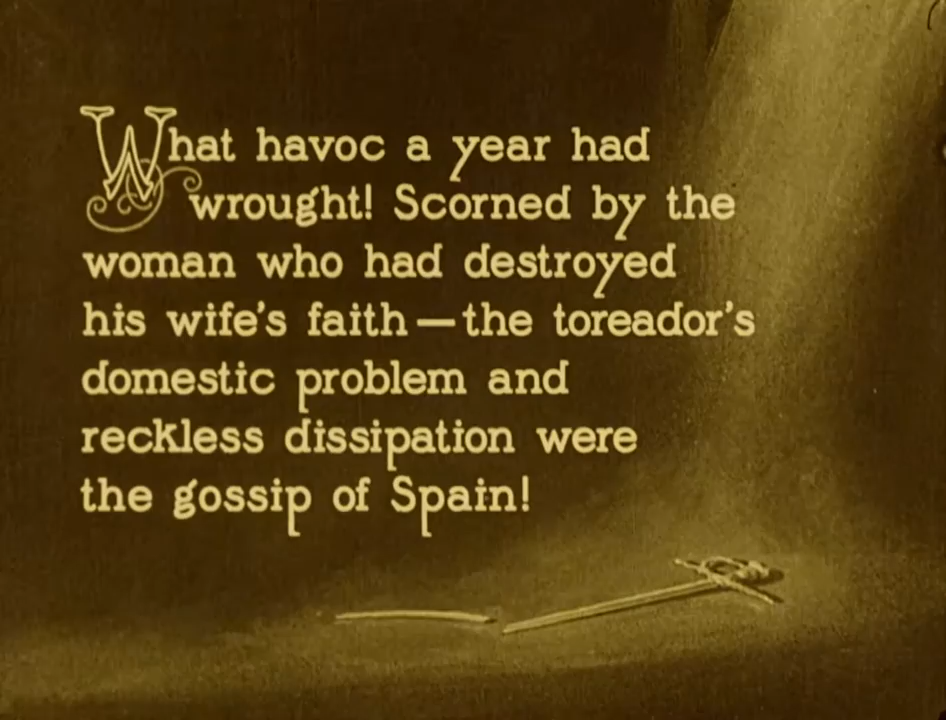 What havoc a year had
wrought! Scorned by the
woman who had destroyed
his wife's faith—the toreador's
domestic problem and
reckless dissipation were
the gossip of Spain!